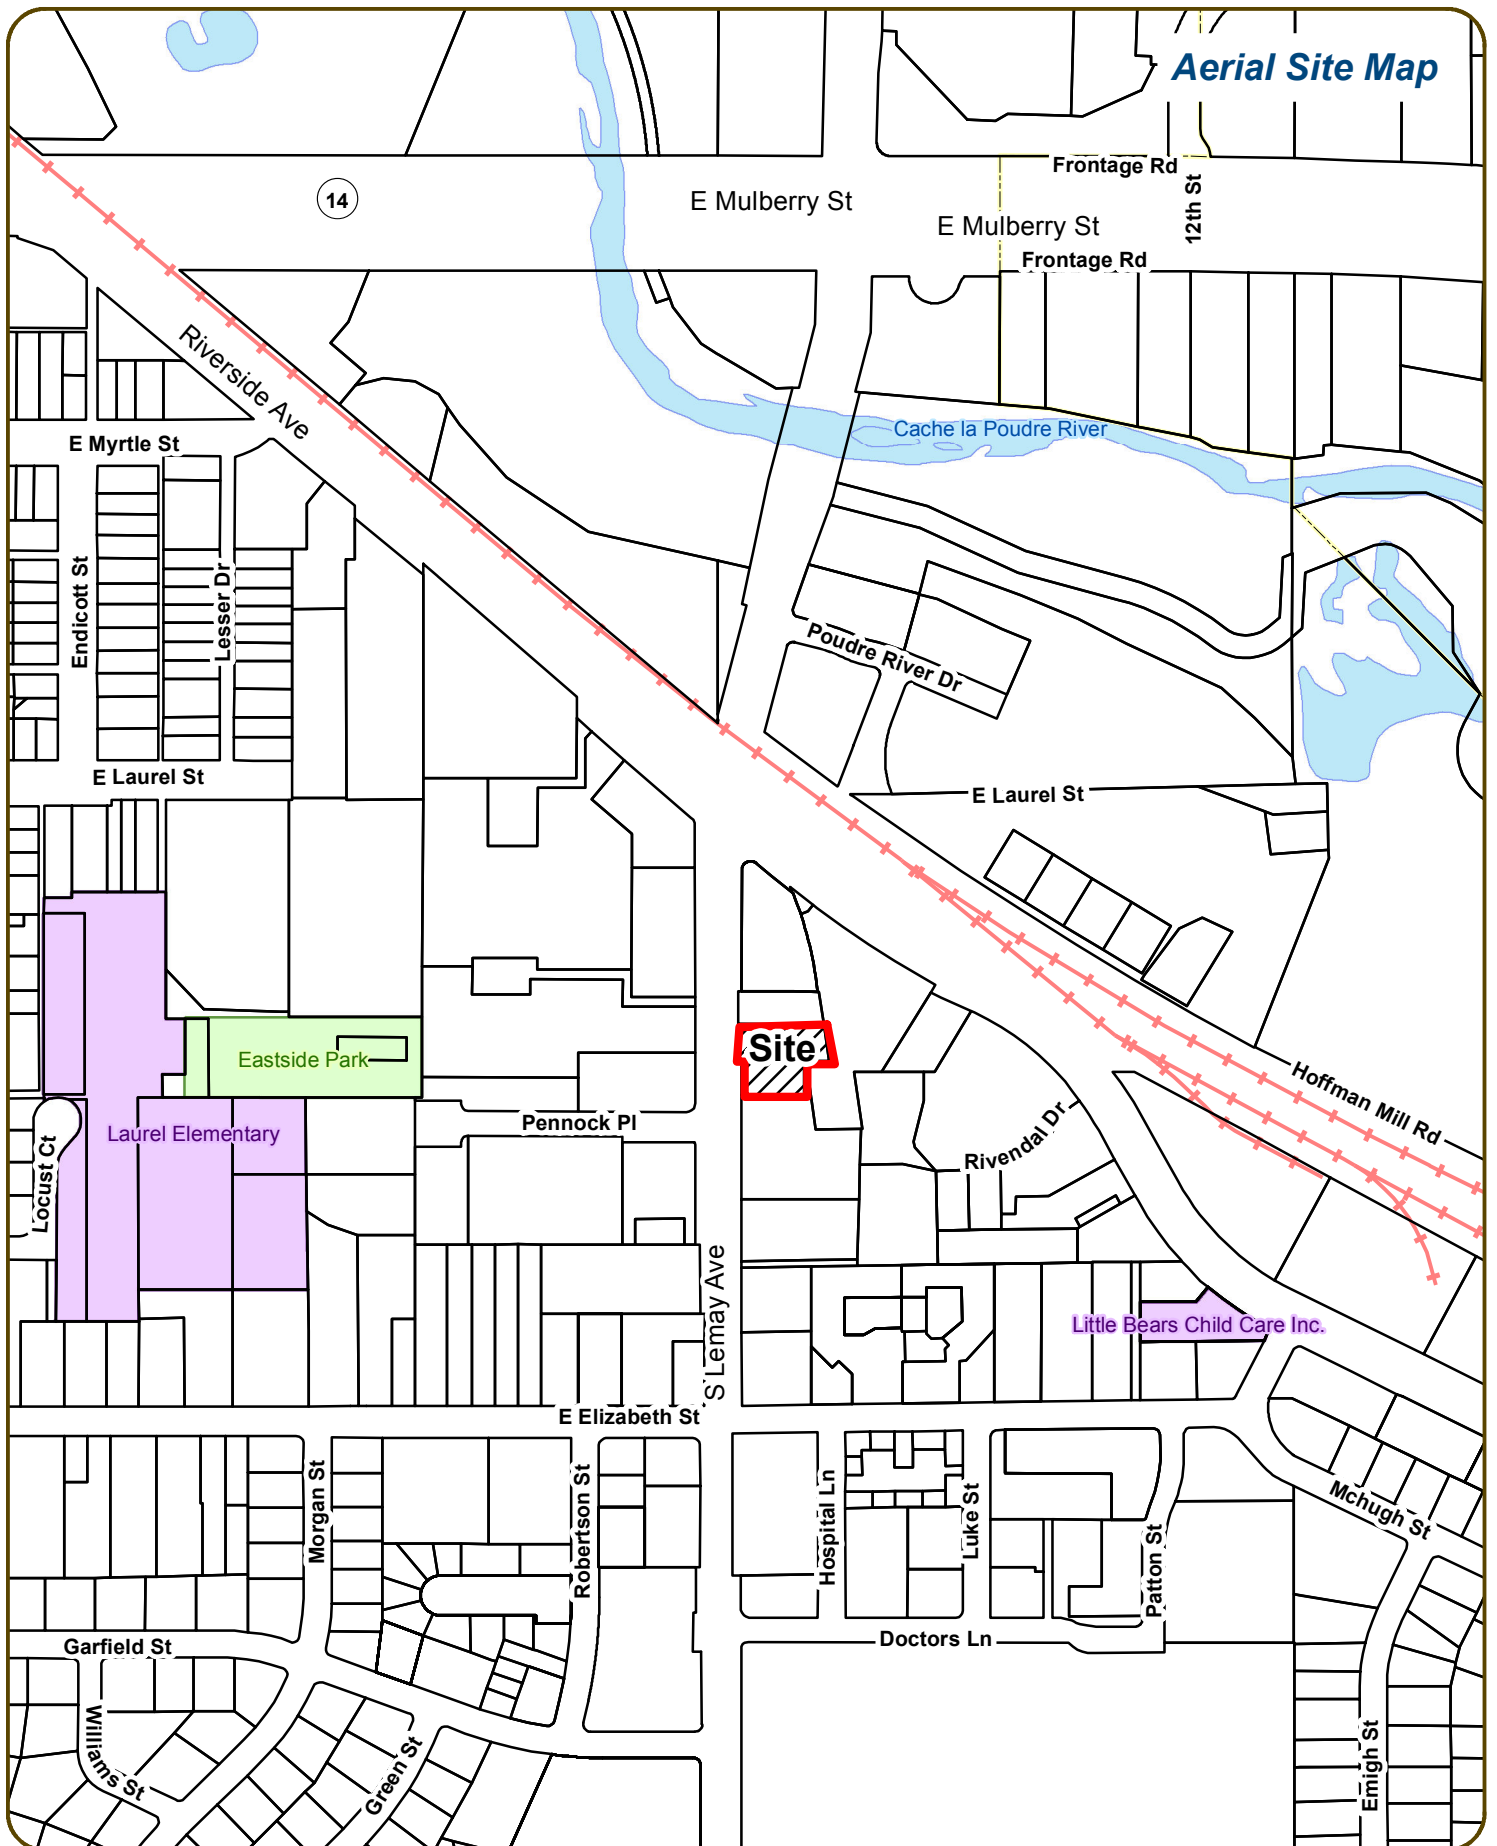 Aerial Site Map
Frontage Rd
12th St
14
E Mulberry St
E Mulberry St
Frontage Rd
Riverside Ave
Cache la Poudre River
E Myrtle St
Endicott St
Lesser Dr
Poudre River Dr
E Laurel St
E Laurel St
Site
Eastside Park
Hoffman Mill Rd
Pennock Pl
Laurel Elementary
Rivendal Dr
Locust Ct
S Lemay Ave
Little Bears Child Care Inc.
E Elizabeth St
Morgan St
Robertson St
Hospital Ln
Luke St
Patton St
Mchugh St
Garfield St
Doctors Ln
Williams St
Green St
Emigh St